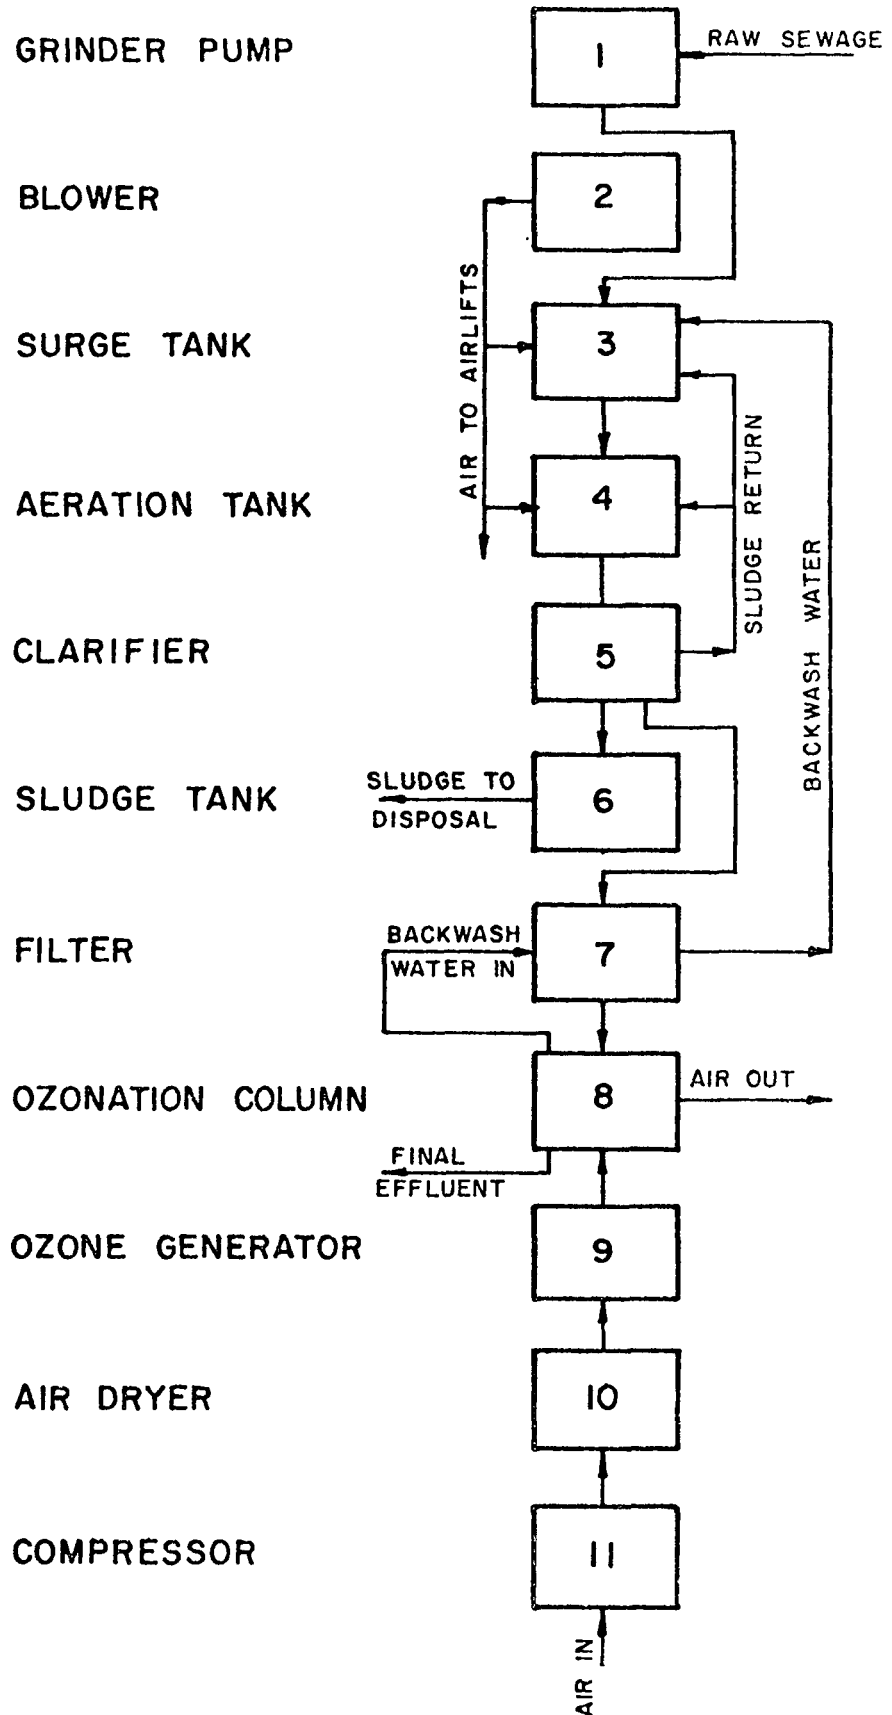 GRINDER PUMP
1
RAW SEWAGE
BLOWER
2
AIR TO AIRLIFTS
SURGE TANK
3
AERATION TANK
4
SLUDGE RETURN
CLARIFIER
5
BACKWASH WATER
SLUDGE TANK
SLUDGE TO
DISPOSAL
6
FILTER
BACKWASH
WATER IN
7
OZONATION COLUMN
8
AIR OUT
FINAL
EFFLUENT
OZONE GENERATOR
9
AIR DRYER
10
COMPRESSOR
11
AIR IN